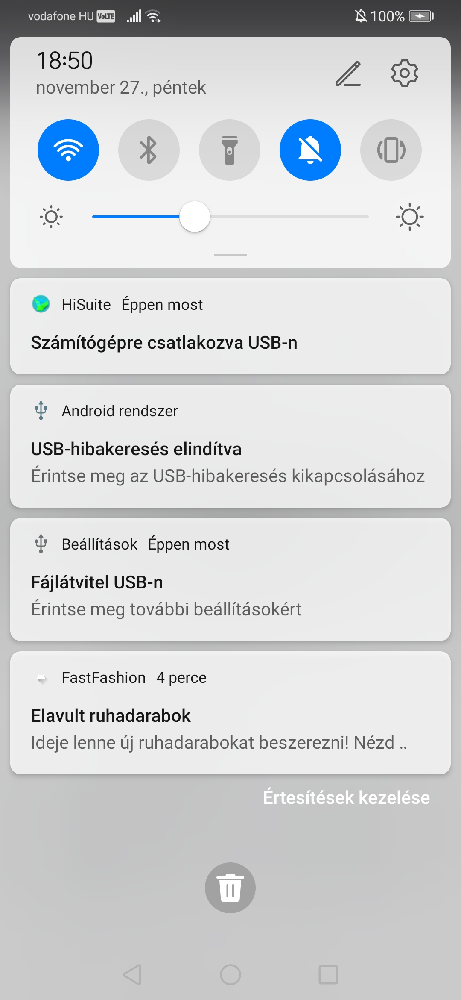 vodafone HU VoLTE 100%
18:50
november 27., péntek
HiSuite Éppen most
Számítógépre csatlakozva USB-n
Android rendszer
USB-hibakeresés elindítva
Érintse meg az USB-hibakeresés kikapcsolásához
Beállítások Éppen most
Fájlátvitel USB-n
Érintse meg további beállításokért
FastFashion 4 perce
Elavult ruhadarabok
Ideje lenne új ruhadarabokat beszerezni! Nézd ..
Értesítések kezelése